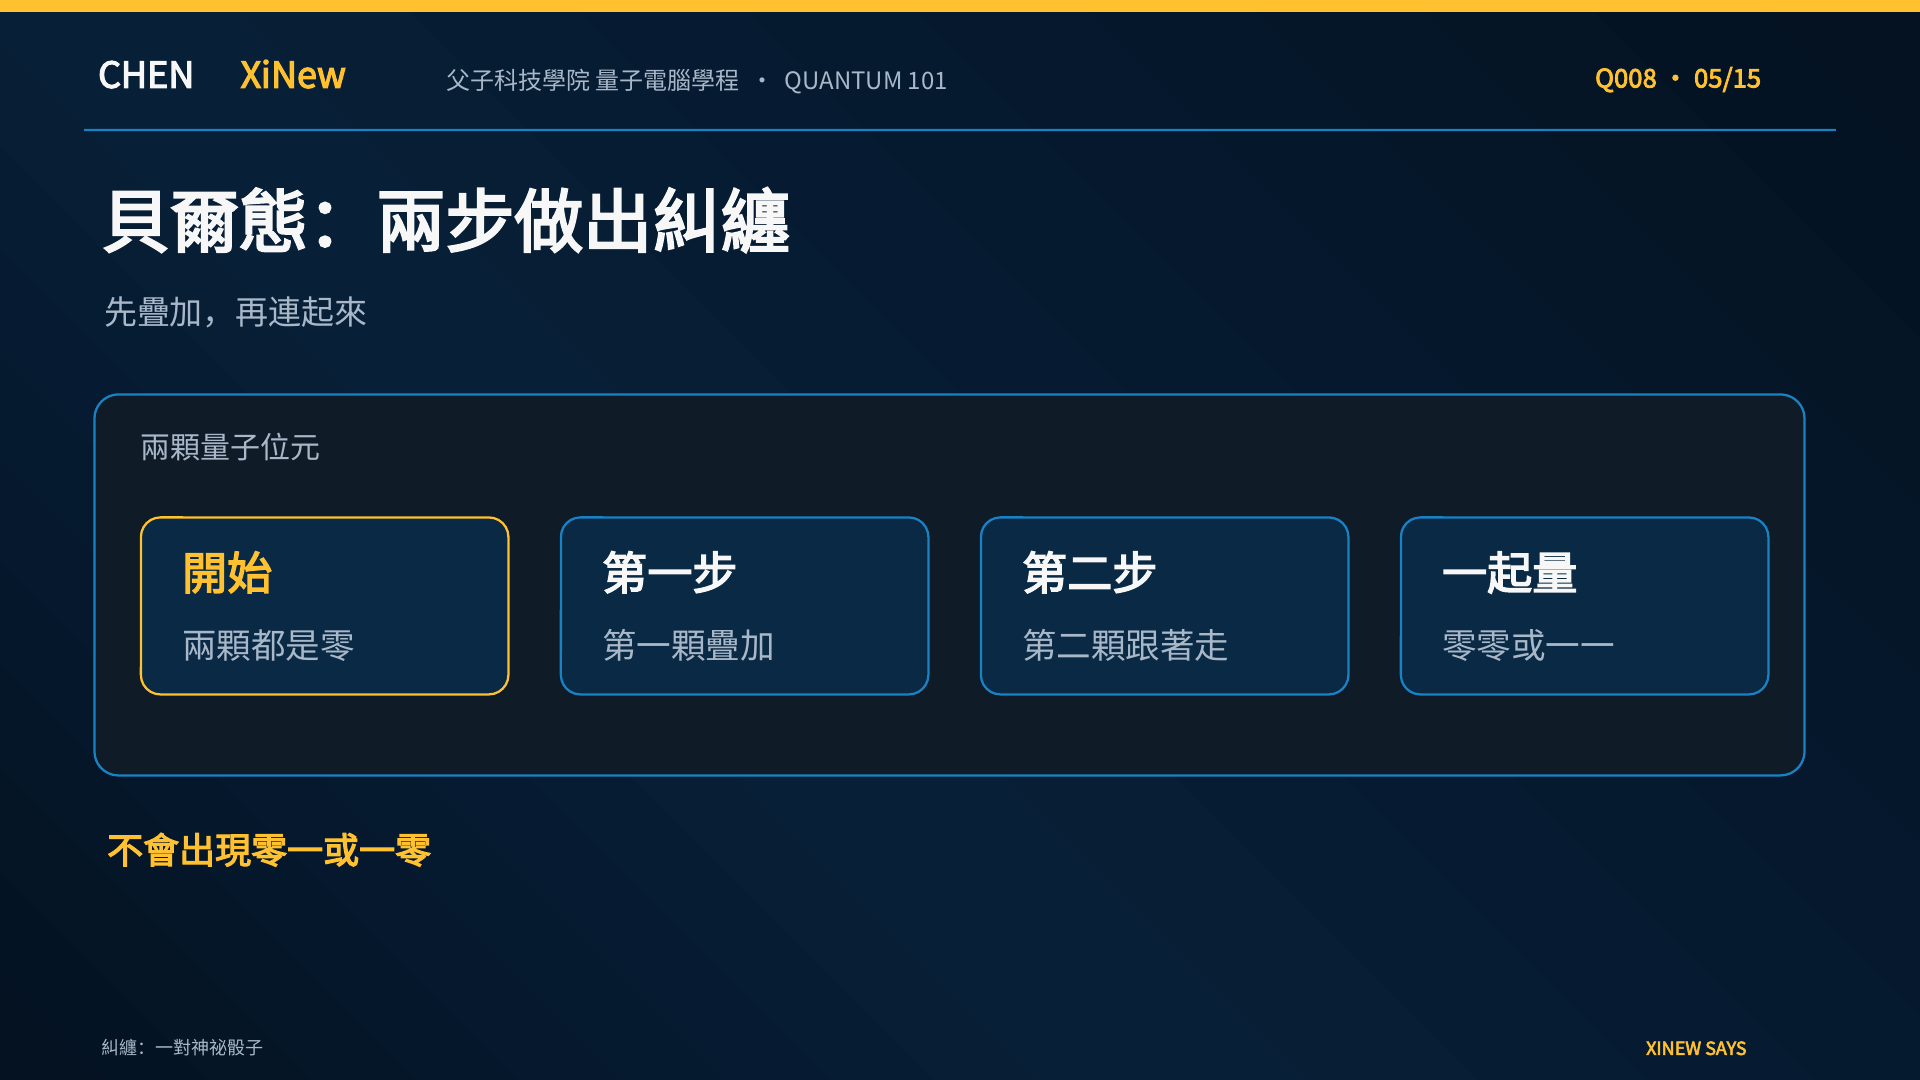 CHEN XiNew 父子科技學院 量子電腦學程 · QUANTUM 101 Q008 · 05/15
貝爾態：兩步做出糾纏
先疊加，再連起來
兩顆量子位元
開始
兩顆都是零
第一步
第一顆疊加
第二步
第二顆跟著走
一起量
零零或一一
不會出現零一或一零
糾纏：一對神祕骰子
XINEW SAYS